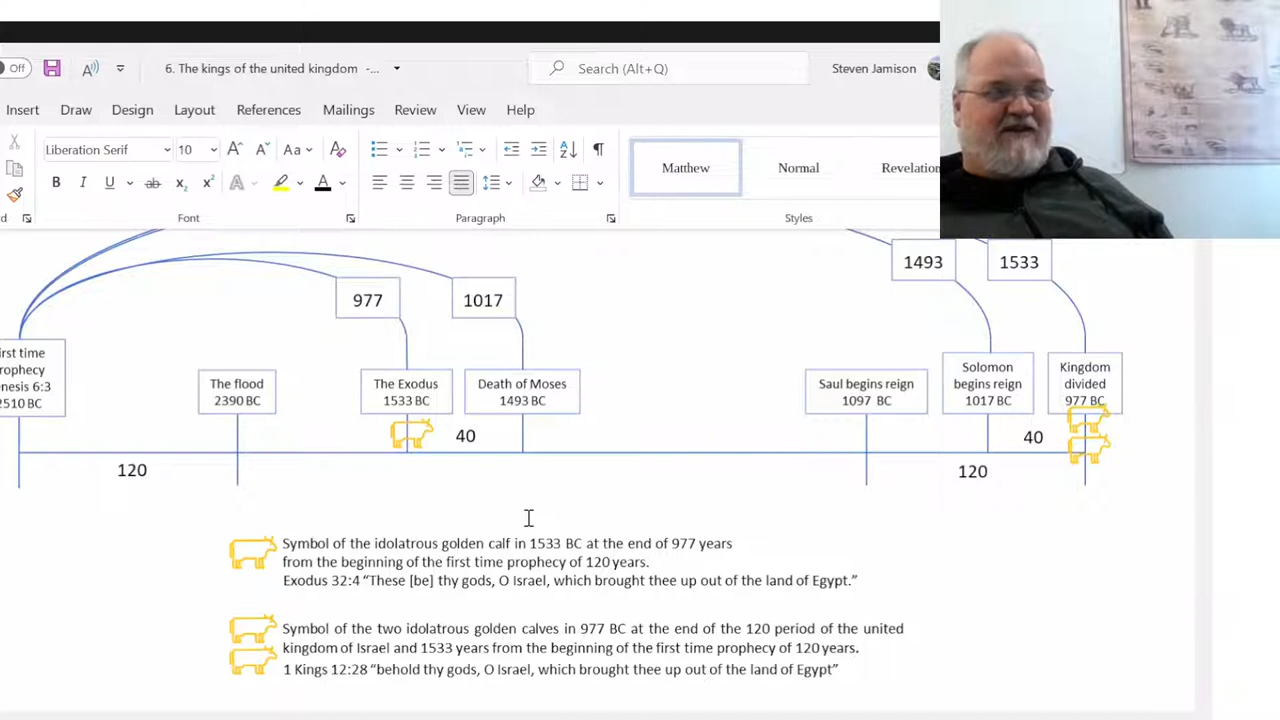 Off
6. The kings of the united kingdom -...
Search (Alt+Q)
Steven Jamison
Insert Draw Design Layout References Mailings Review View Help
Liberation Serif 10
Matthew Normal Revelation
Font Paragraph Styles
1493 1533
977 1017
irst time
rophecy
enesis 6:3
2510 BC
The flood
2390 BC
The Exodus
1533 BC
Death of Moses
1493 BC
Saul begins reign
1097 BC
Solomon
begins reign
1017 BC
Kingdom
divided
977 BC
40 40
120 120
Symbol of the idolatrous golden calf in 1533 BC at the end of 977 years
from the beginning of the first time prophecy of 120 years.
Exodus 32:4 “These [be] thy gods, O Israel, which brought thee up out of the land of Egypt.”
Symbol of the two idolatrous golden calves in 977 BC at the end of the 120 period of the united
kingdom of Israel and 1533 years from the beginning of the first time prophecy of 120 years.
1 Kings 12:28 “behold thy gods, O Israel, which brought thee up out of the land of Egypt”